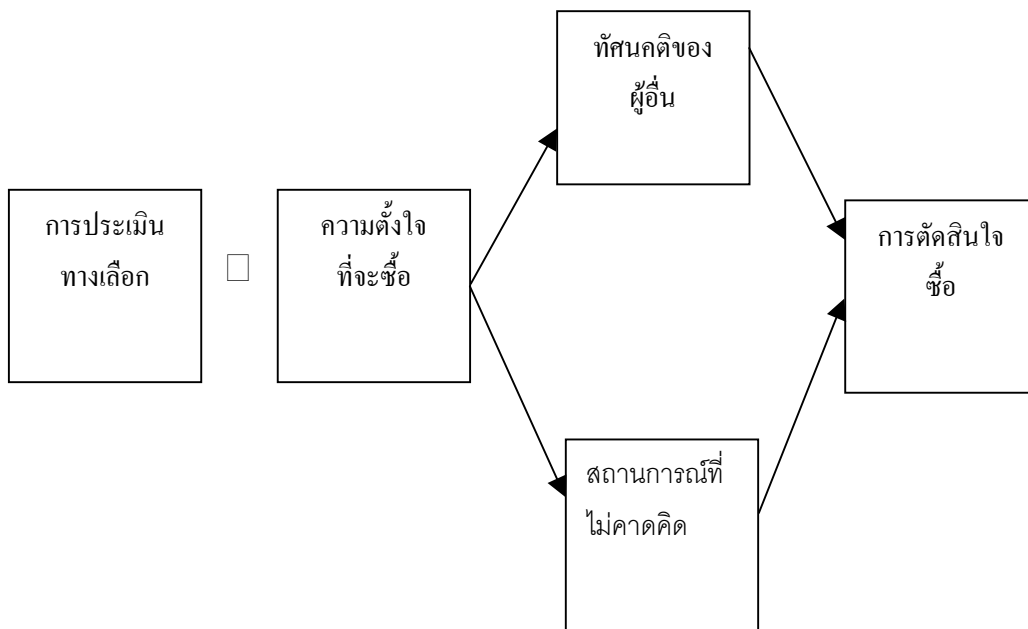 ทัศนคติของ
ผู้อื่น
การประเมิน
ทางเลือก
ความตั้งใจ
ที่จะซื้อ
การตัดสินใจ
ซื้อ
สถานการณ์ที่
ไม่คาดคิด